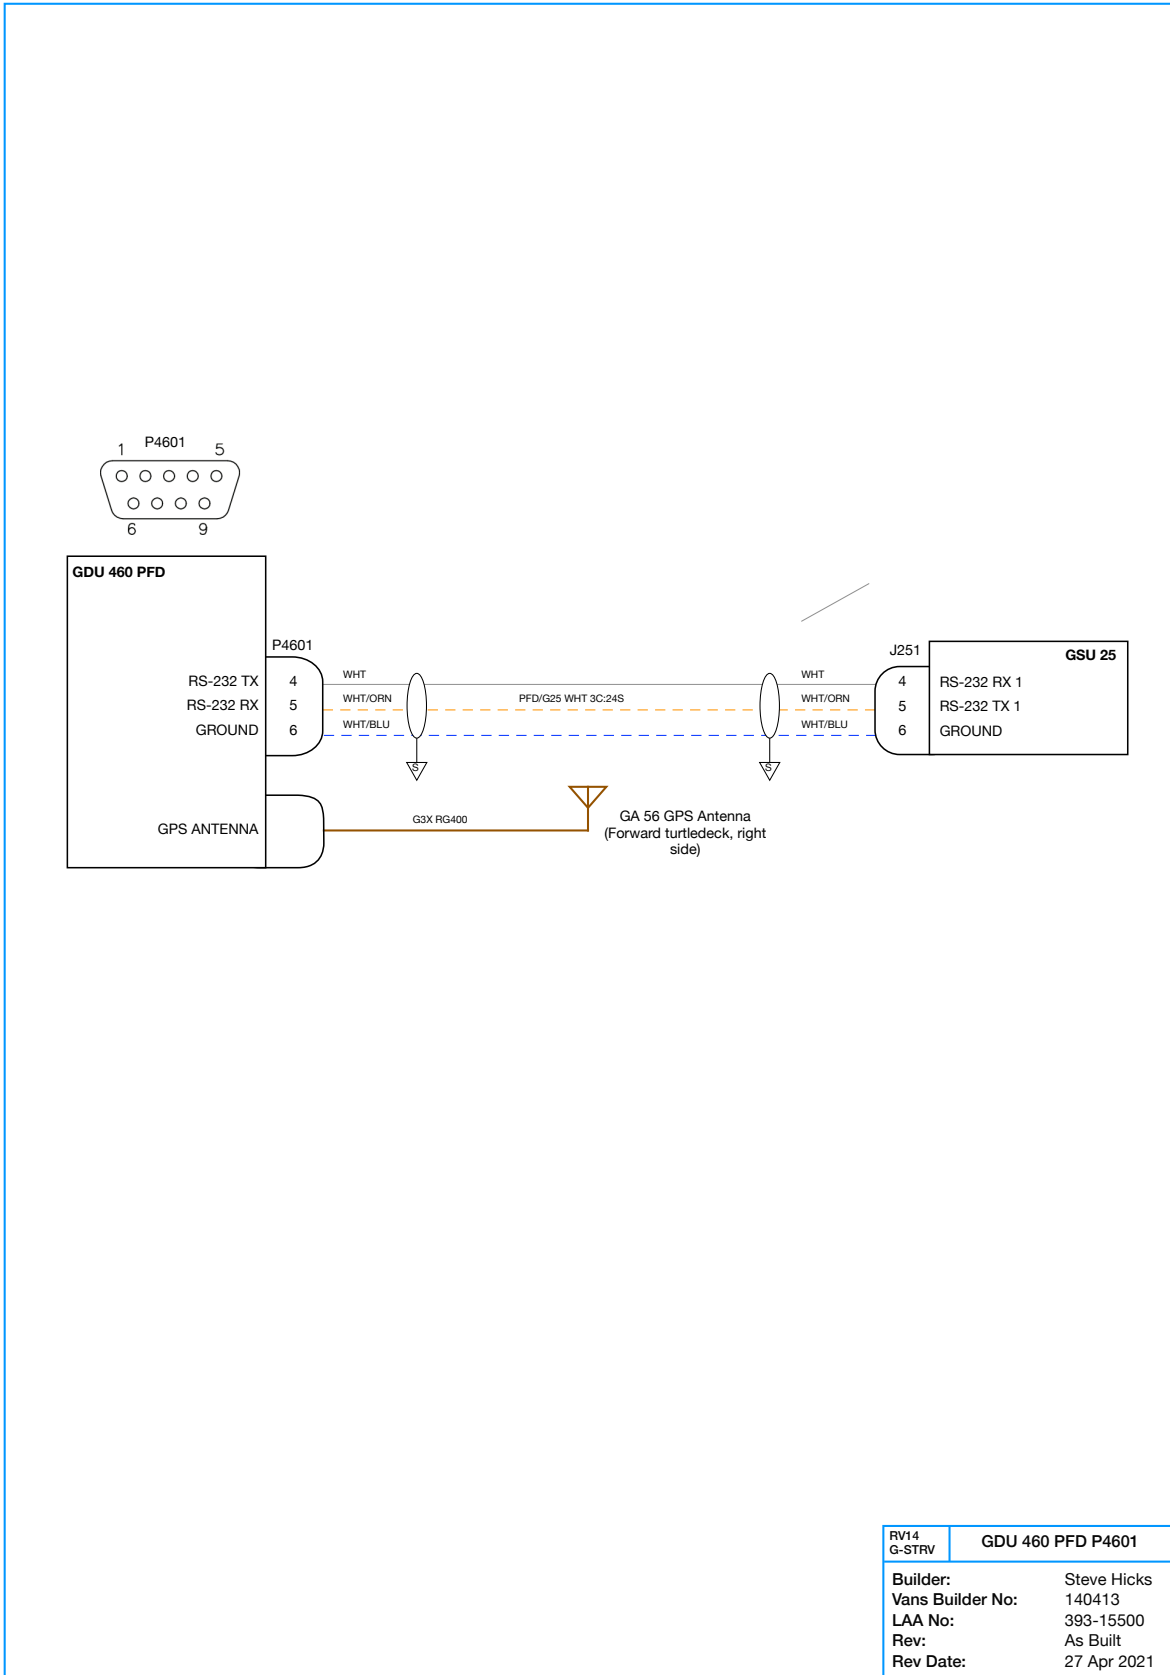 P4601
1 5
6 9
GDU 460 PFD
P4601
RS-232 TX 4 WHT WHT 4 RS-232 RX 1
RS-232 RX 5 WHT/ORN PFD/G25 WHT 3C:24S WHT/ORN 5 RS-232 TX 1
GROUND 6 WHT/BLU WHT/BLU 6 GROUND
J251
GSU 25
S S
GPS ANTENNA
G3X RG400
GA 56 GPS Antenna
(Forward turtledeck, right
side)
RV14
G-STRV
GDU 460 PFD P4601
Builder: Steve Hicks
Vans Builder No: 140413
LAA No: 393-15500
Rev: As Built
Rev Date: 27 Apr 2021